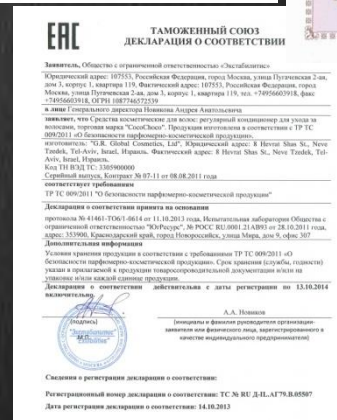 ЕАС
ТАМОЖЕННЫЙ СОЮЗ
ДЕКЛАРАЦИЯ О СООТВЕТСТВИИ
Заявитель, Общество с ограниченной ответственностью «Экстабилитис»
Юридический адрес: 107553, Российская Федерация, город Москва, улица Пугачевская 2-ая,
дом 3, корпус 1, квартира 119, Фактический адрес: 107553, Российская Федерация, город
Москва, улица Пугачевская 2-ая, дом 3, корпус 1, квартира 119, тел. +74956603918, факс
+74956603918, ОГРН 1087746572539
в лице Генерального директора Новикова Андрея Анатольевича
заявляет, что Средства косметические для волос: регулярный кондиционер для ухода за
волосами, торговая марка "CocoChoco". Продукция изготовлена в соответствии с ТР ТС
009/2011 «О безопасности парфюмерно-косметической продукции».
изготовитель: "G.R. Global Cosmetics, Ltd", Юридический адрес: 8 Hevrat Shas St., Neve
Tzedek, Tel-Aviv, Israel, Израиль. Фактический адрес: 8 Hevrat Shas St., Neve Tzedek, Tel-
Aviv, Israel, Израиль.
Код ТН ВЭД ТС: 3305900000
Серийный выпуск, Контракт № 07-11 от 08.08.2011 года
соответствует требованиям
ТР ТС 009/2011 "О безопасности парфюмерно-косметической продукции"
Декларация о соответствии принята на основании
протокола № 41461-ТО6/1-0614 от 11.10.2013 года, Испытательная лаборатория Общества с
ограниченной ответственностью "ЮгРесурс", № РОСС RU.0001.21АВ93 от 28.10.2011 года,
адрес: 353900, Краснодарский край, город Новороссийск, улица Мира, дом 9, офис 307
Дополнительная информация
Условия хранения продукции в соответствии с требованиями ТР ТС 009/2011 «О
безопасности парфюмерно-косметической продукции». Срок хранения (службы, годности)
указан в прилагаемой к продукции товаросопроводительной документации и/или на
упаковке и/или каждой единице продукции.
Декларация о соответствии действительна с даты регистрации по 13.10.2014
включительно
А.А. Новиков
(подпись)
(инициалы и фамилия руководителя организации-
заявителя или физического лица, зарегистрированного в
качестве индивидуального предпринимателя)
М.П.
Сведения о регистрации декларации о соответствии:
Регистрационный номер декларации о соответствии: ТС № RU Д-IL.АГ79.В.05507
Дата регистрации декларации о соответствии: 14.10.2013